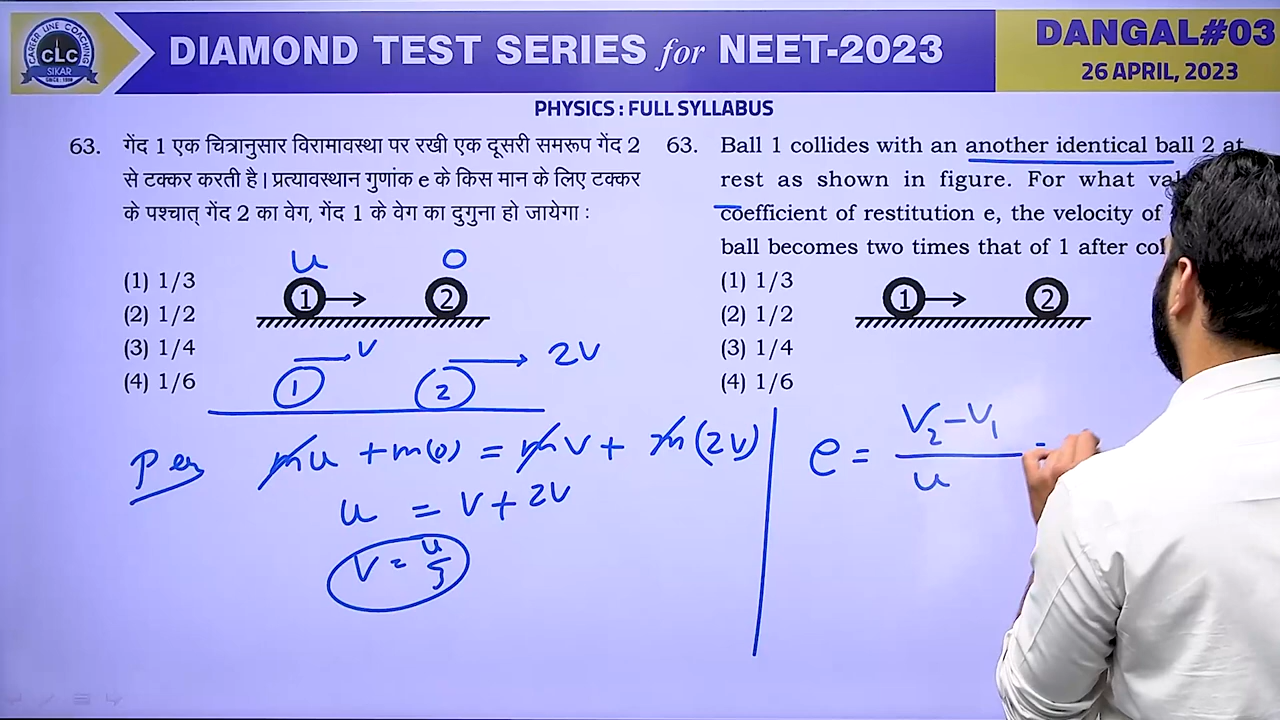 CAREER LINE COACHING
CLC
SIKAR
SINCE : 1996
DIAMOND TEST SERIES for NEET-2023
DANGAL#03
26 APRIL, 2023
PHYSICS : FULL SYLLABUS
63. गेंद 1 एक चित्रानुसार विरामावस्था पर रखी एक दूसरी समरूप गेंद 2
से टक्कर करती है। प्रत्यावस्थान गुणांक e के किस मान के लिए टक्कर
के पश्चात् गेंद 2 का वेग, गेंद 1 के वेग का दुगुना हो जायेगा :
(1) 1/3
(2) 1/2
(3) 1/4
(4) 1/6
u 0
1 2
v 2v
1 2
mu + m(0) = mv + m(2v)
u = v + 2v
v = u/3
63. Ball 1 collides with an another identical ball 2 at
rest as shown in figure. For what
coefficient of restitution e, the velocity of
ball becomes two times that of 1 after
(1) 1/3
(2) 1/2
(3) 1/4
(4) 1/6
1 2
e = V2-V1/u =